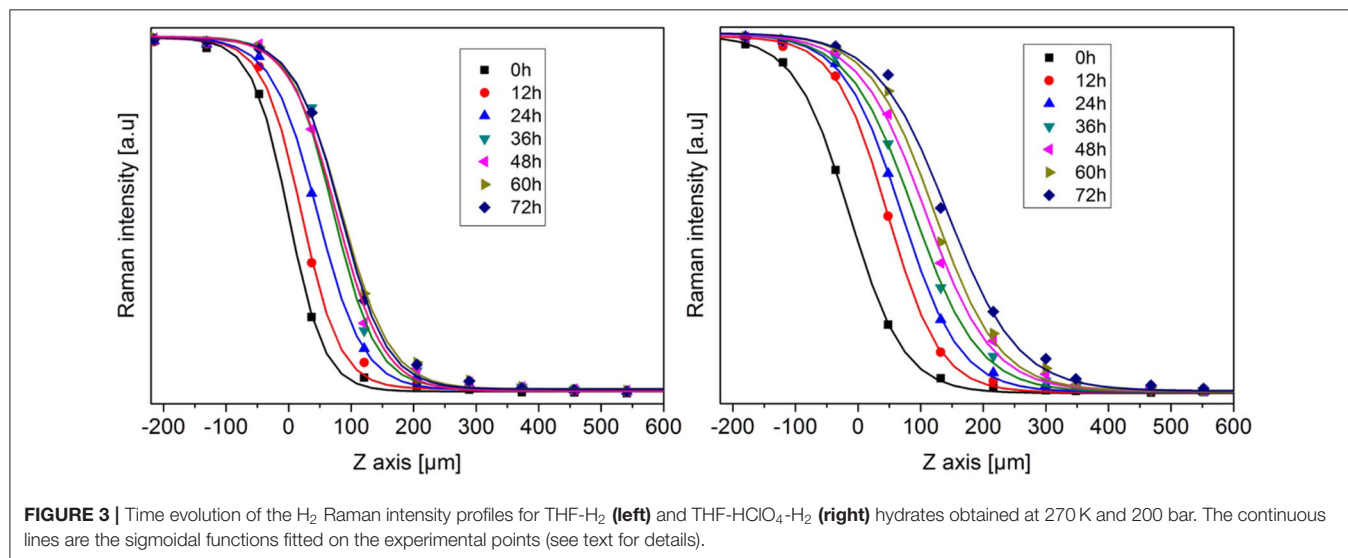 Raman intensity [a.u]
0h
12h
24h
36h
48h
60h
72h
-200 -100 0 100 200 300 400 500 600
Z axis [µm]
Raman intensity [a.u]
0h
12h
24h
36h
48h
60h
72h
-200 -100 0 100 200 300 400 500 600
Z axis [µm]
FIGURE 3 | Time evolution of the H₂ Raman intensity profiles for THF-H₂ (left) and THF-HClO₄-H₂ (right) hydrates obtained at 270 K and 200 bar. The continuous
lines are the sigmoidal functions fitted on the experimental points (see text for details).